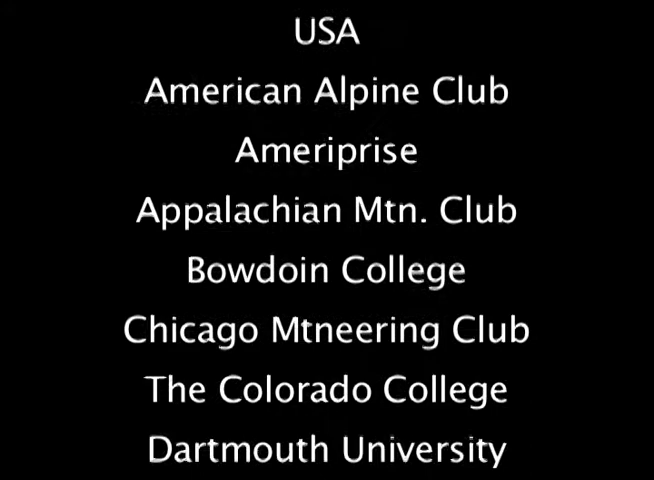 USA
American Alpine Club
Ameriprise
Appalachian Mtn. Club
Bowdoin College
Chicago Mtneering Club
The Colorado College
Dartmouth University